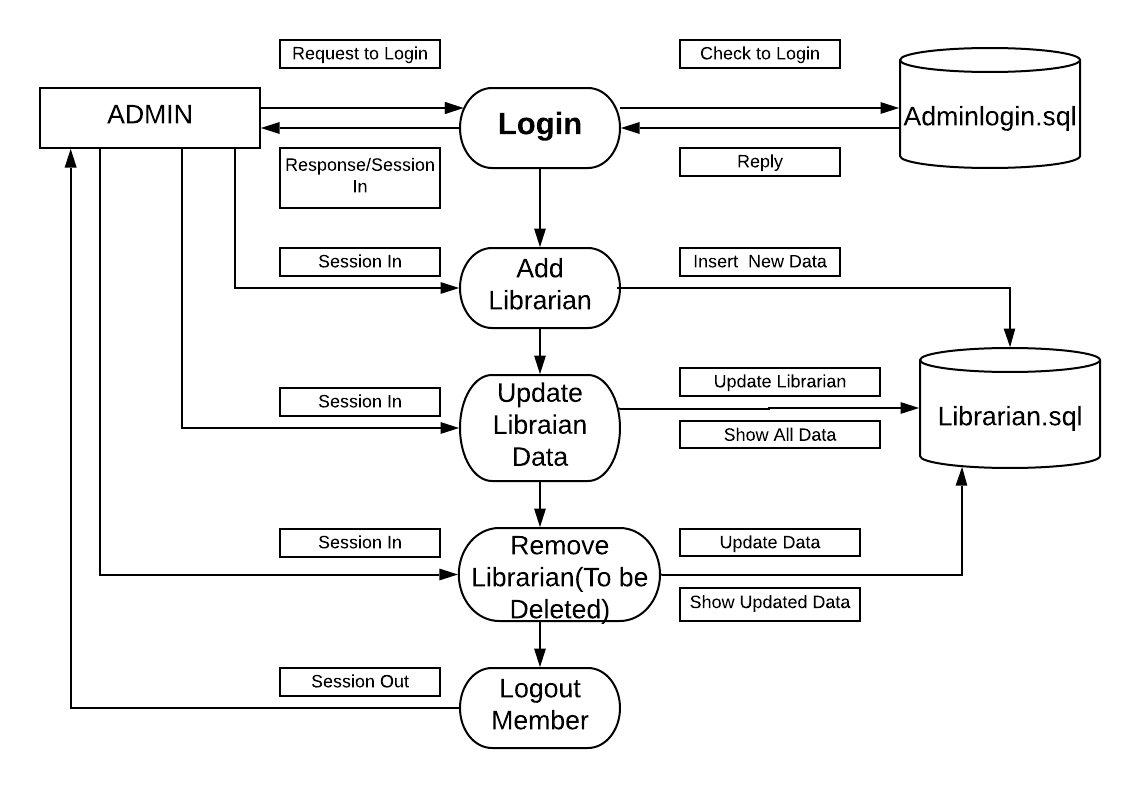 Request to Login
Check to Login
ADMIN
Login
Adminlogin.sql
Response/Session
In
Reply
Session In
Add
Librarian
Insert  New Data
Session In
Update
Libraian
Data
Update Librarian
Show All Data
Librarian.sql
Session In
Remove
Librarian(To be
Deleted)
Update Data
Show Updated Data
Session Out
Logout
Member